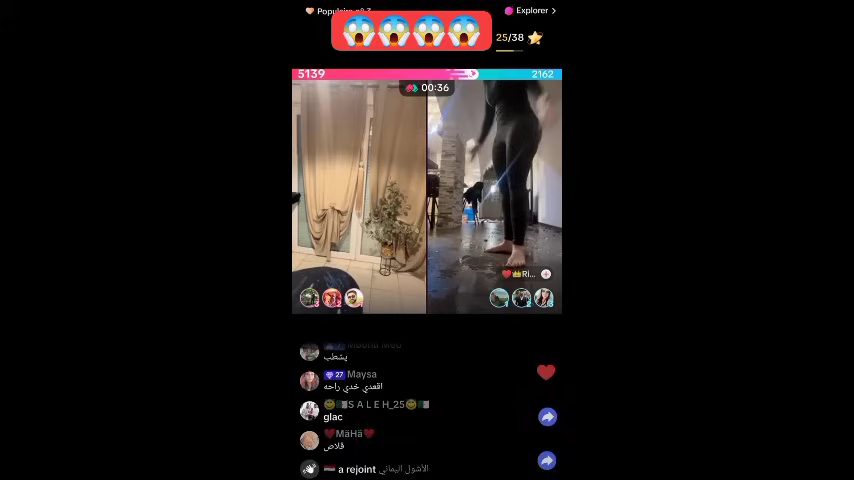 Explorer >
25/38
5139
2162
00:36
Ri...
يشطب
27 Maysa
اقعدي خدي راحه
S A L E H_25
glac
MäHä
قلاص
a rejoint الأشول اليماني